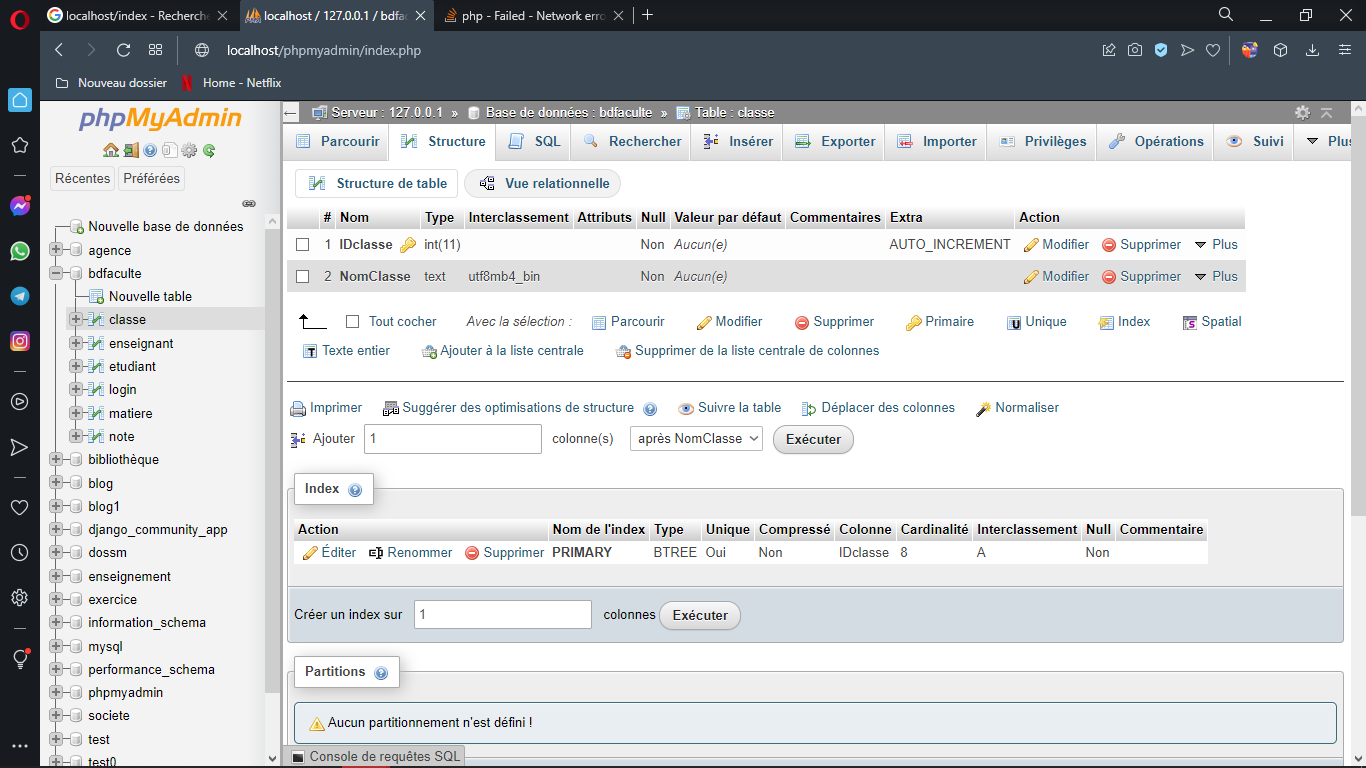 localhost/index - Recherche
localhost / 127.0.0.1 / bdfa
php - Failed - Network erro
localhost/phpmyadmin/index.php
Nouveau dossier
Home - Netflix
phpMyAdmin
Récentes
Préférées
Nouvelle base de données
agence
bdfaculte
Nouvelle table
classe
enseignant
etudiant
login
matiere
note
bibliothèque
blog
blog1
django_community_app
dossm
enseignement
exercice
information_schema
mysql
performance_schema
phpmyadmin
societe
test
test0
Serveur : 127.0.0.1 » Base de données : bdfaculte » Table : classe
Parcourir Structure SQL Rechercher Insérer Exporter Importer Privilèges Opérations Suivi Plus
Structure de table Vue relationnelle
# Nom Type Interclassement Attributs Null Valeur par défaut Commentaires Extra Action
1 IDclasse int(11) Non Aucun(e) AUTO_INCREMENT Modifier Supprimer Plus
2 NomClasse text utf8mb4_bin Non Aucun(e) Modifier Supprimer Plus
Tout cocher Avec la sélection : Parcourir Modifier Supprimer Primaire Unique Index Spatial
Texte entier Ajouter à la liste centrale Supprimer de la liste centrale de colonnes
Imprimer Suggérer des optimisations de structure Suivre la table Déplacer des colonnes Normaliser
Ajouter 1 colonne(s) après NomClasse Exécuter
Index
Action Nom de l'index Type Unique Compressé Colonne Cardinalité Interclassement Null Commentaire
Éditer Renommer Supprimer PRIMARY BTREE Oui Non IDclasse 8 A Non
Créer un index sur 1 colonnes Exécuter
Partitions
Aucun partitionnement n'est défini !
Console de requêtes SQL